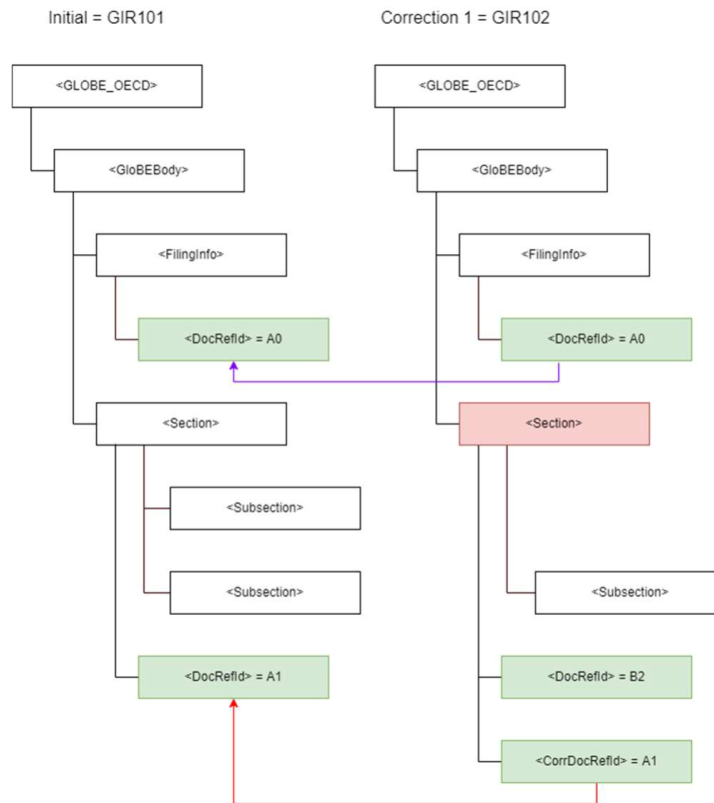 Initial = GIR101
Correction 1 = GIR102
<GLOBE_OECD>
<GLOBE_OECD>
<GloBEBody>
<GloBEBody>
<FilingInfo>
<FilingInfo>
<DocRefId> = A0
<DocRefId> = A0
<Section>
<Section>
<Subsection>
<Subsection>
<Subsection>
<DocRefId> = A1
<DocRefId> = B2
<CorrDocRefId> = A1